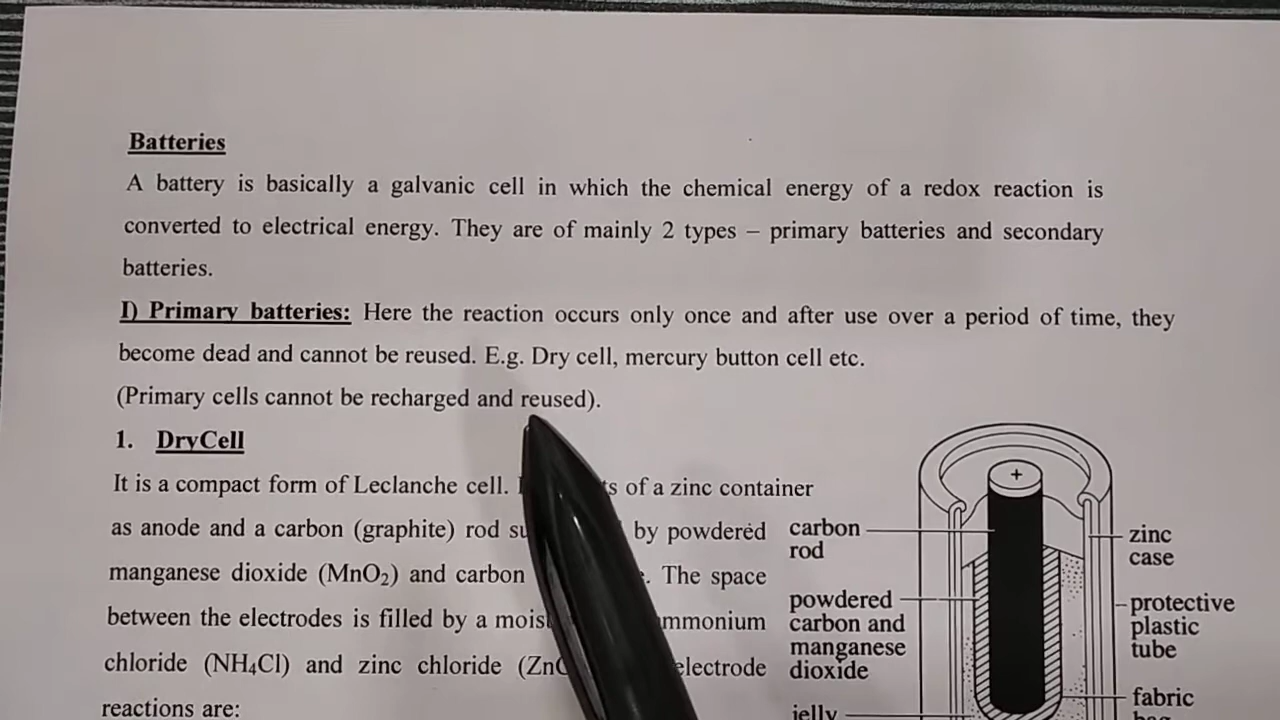 Batteries
A battery is basically a galvanic cell in which the chemical energy of a redox reaction is
converted to electrical energy. They are of mainly 2 types – primary batteries and secondary
batteries.
I) Primary batteries: Here the reaction occurs only once and after use over a period of time, they
become dead and cannot be reused. E.g. Dry cell, mercury button cell etc.
(Primary cells cannot be recharged and reused).
1. DryCell
It is a compact form of Leclanche cell. of a zinc container
as anode and a carbon (graphite) rod by powdered
manganese dioxide (MnO₂) and carbon The space
between the electrodes is filled by a
chloride (NH₄Cl) and zinc chloride electrode
reactions are:
+
carbon
rod
powdered
carbon and
manganese
dioxide
jelly
zinc
case
protective
plastic
tube
fabric